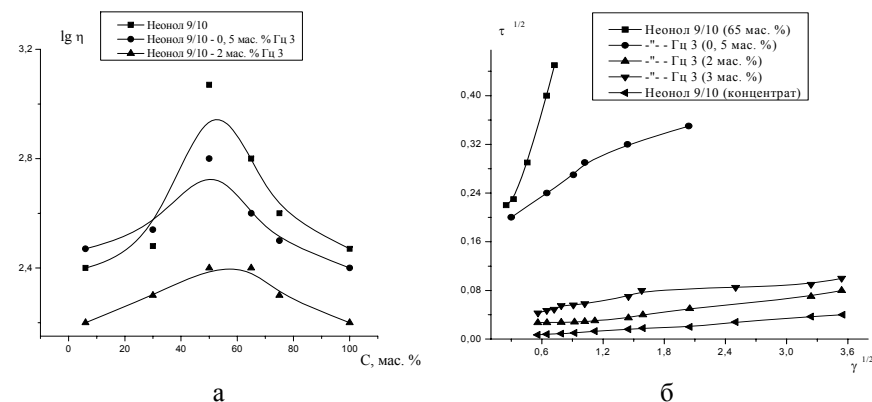 lg η
Неонол 9/10
Неонол 9/10 - 0, 5 мас. % Гц 3
Неонол 9/10 - 2 мас. % Гц 3
3,2
2,8
2,4
0
20
40
60
80
100
С, мас. %
а
τ 1/2
Неонол 9/10 (65 мас. %)
-"- - Гц 3 (0, 5 мас. %)
-"- - Гц 3 (2 мас. %)
-"- - Гц 3 (3 мас. %)
Неонол 9/10 (концентрат)
0,40
0,32
0,24
0,16
0,08
0,00
0,6
1,2
1,8
2,4
3,0
3,6
γ 1/2
б